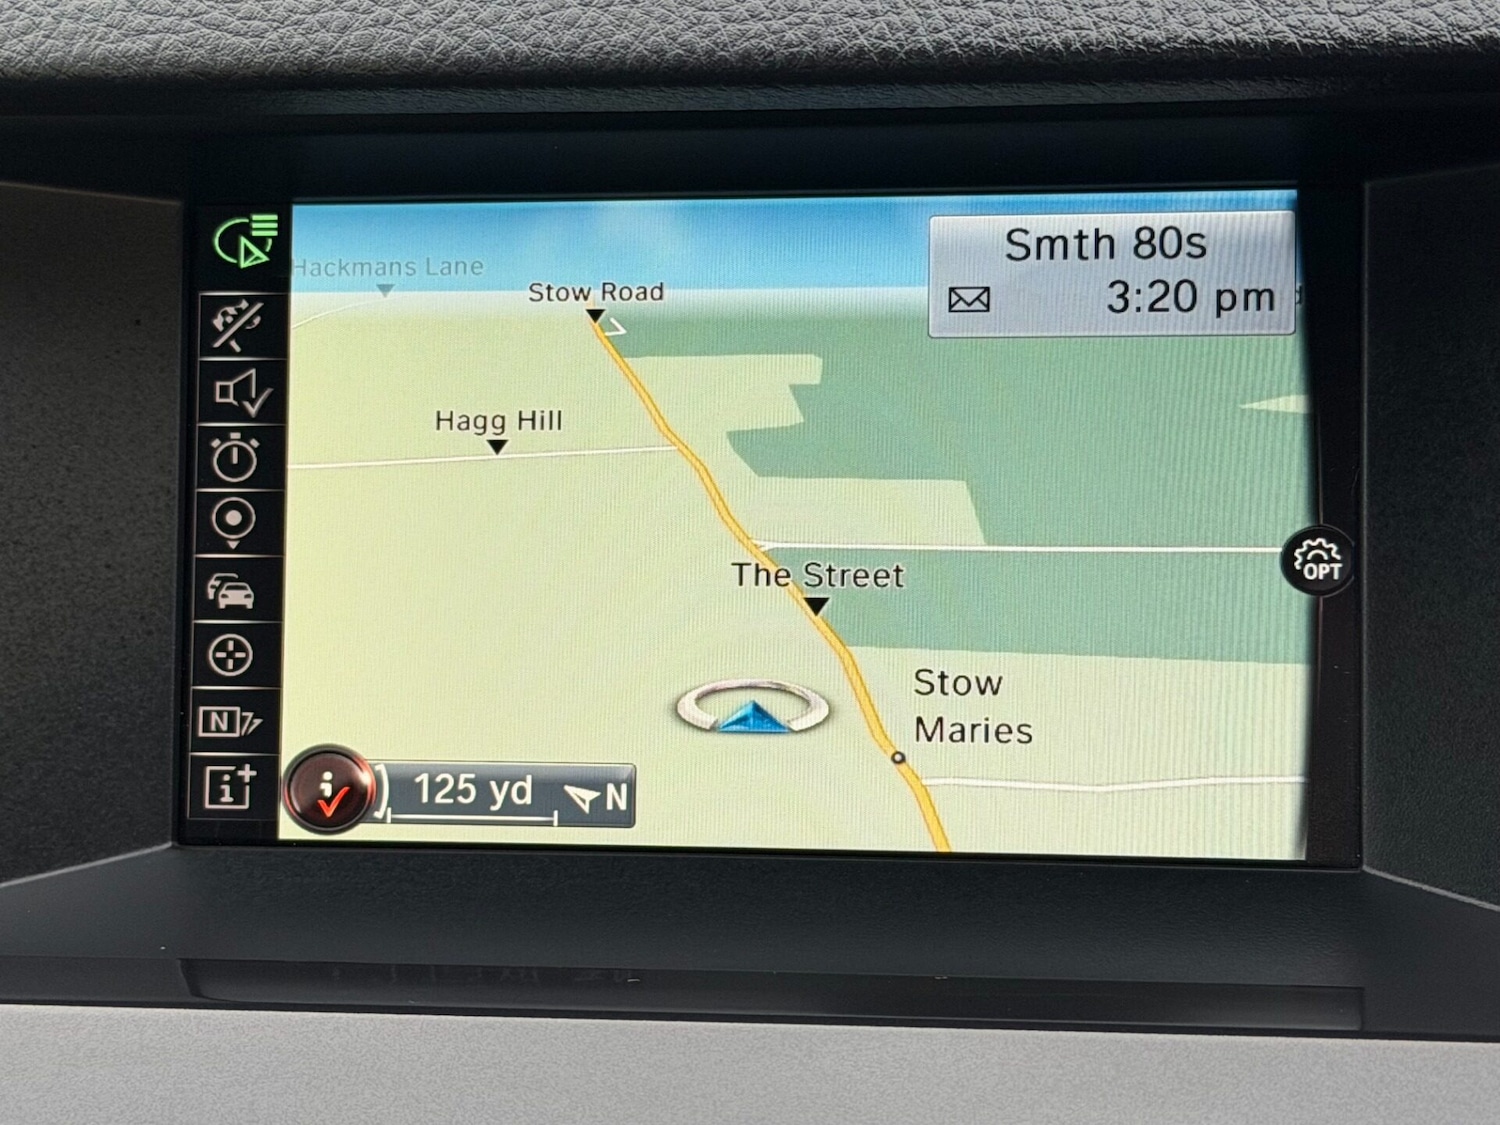 Smth 80s
3:20 pm
Hackmans Lane
Stow Road
Hagg Hill
The Street
OPT
Stow
Maries
N
i
125 yd
N